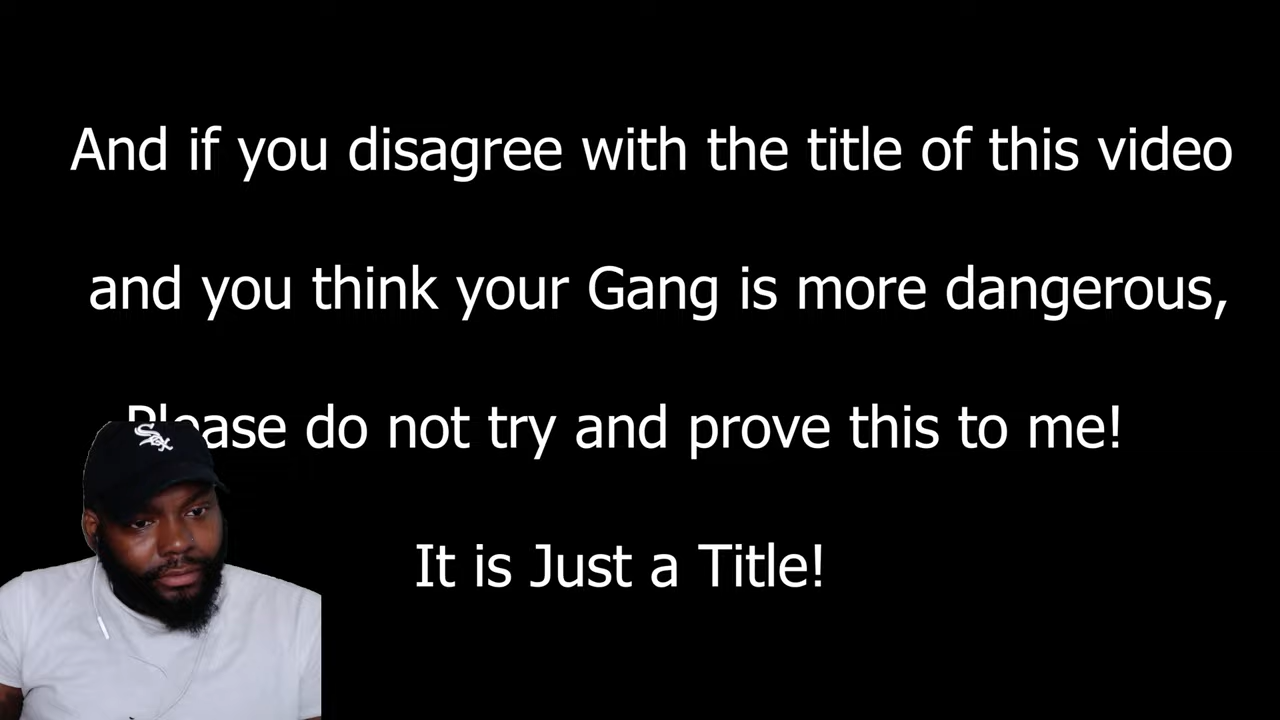 And if you disagree with the title of this video
and you think your Gang is more dangerous,
Please do not try and prove this to me!
It is Just a Title!
Sox